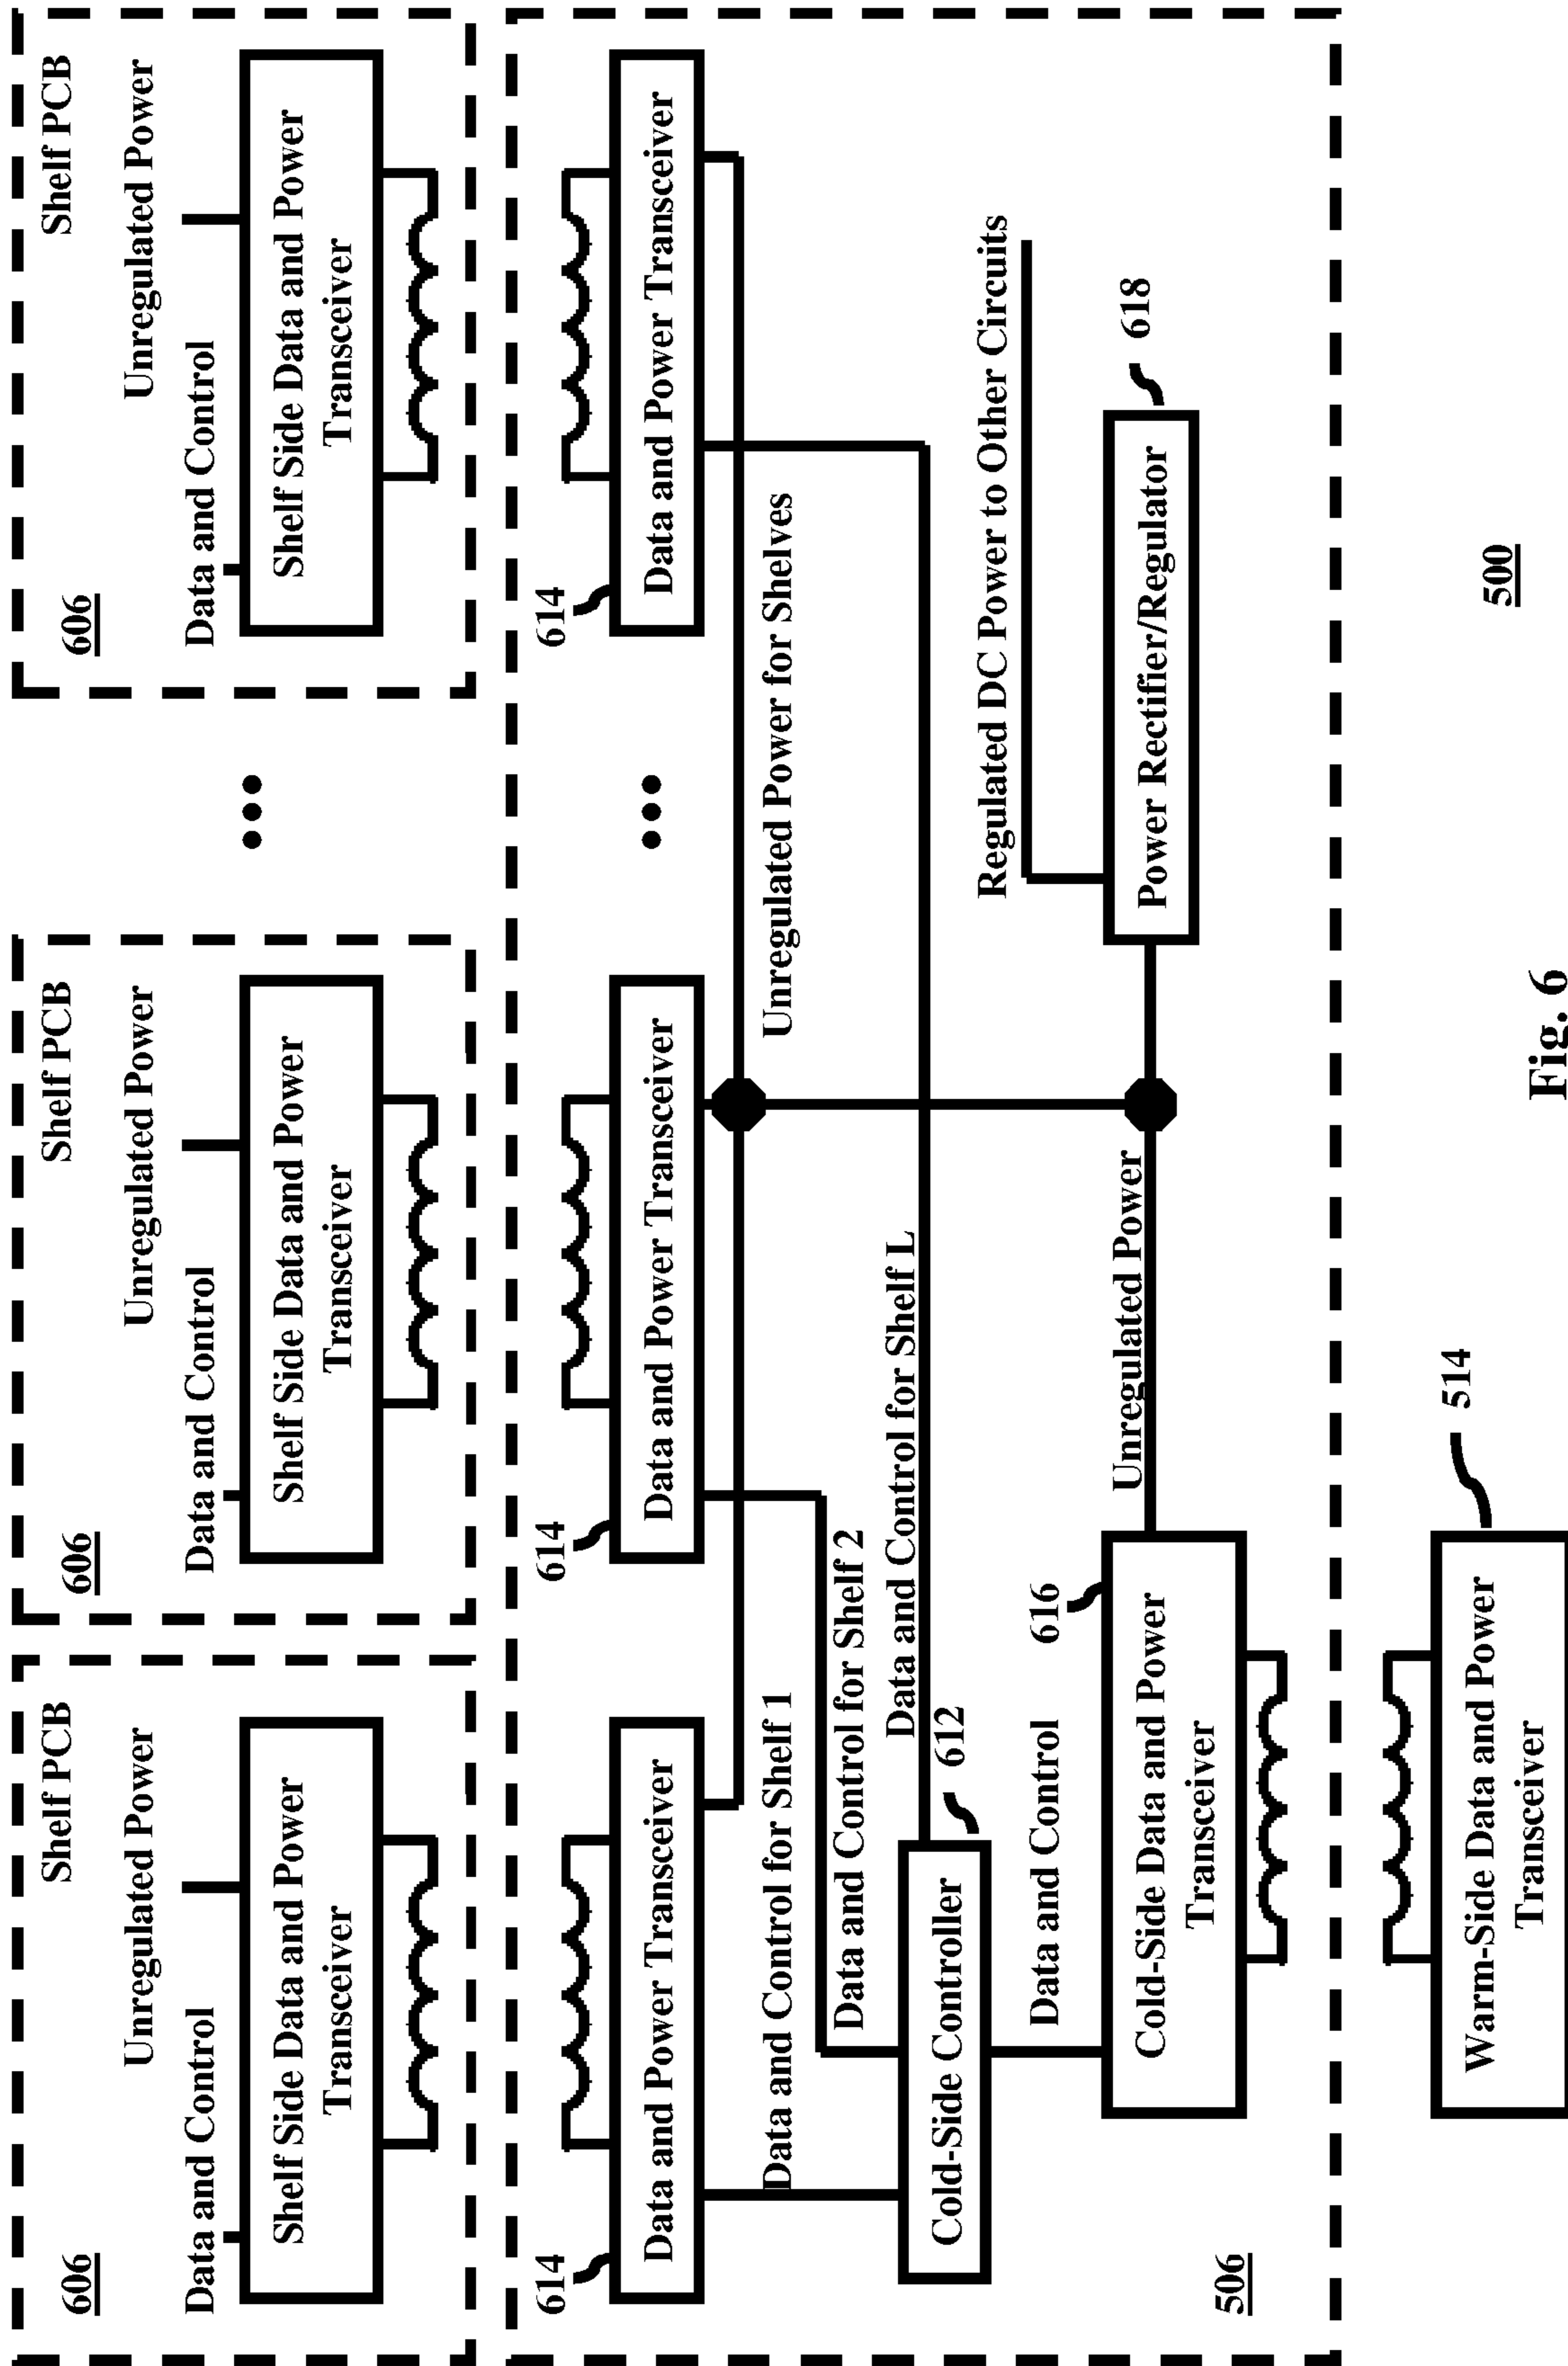 Shelf PCB
606
Unregulated Power
Data and Control
Shelf Side Data and Power
Transceiver
Shelf PCB
606
Unregulated Power
Data and Control
Shelf Side Data and Power
Transceiver
Shelf PCB
606
Unregulated Power
Data and Control
Shelf Side Data and Power
Transceiver
614
Data and Power Transceiver
614
Data and Power Transceiver
614
Data and Power Transceiver
Data and Control for Shelf 1
Unregulated Power for Shelves
Data and Control for Shelf 2
Data and Control for Shelf L
Cold-Side Controller
612
Regulated DC Power to Other Circuits
Data and Control
616
Unregulated Power
Cold-Side Data and Power
Transceiver
Power Rectifier/Regulator
618
506
514
Warm-Side Data and Power
Transceiver
500
Fig. 6